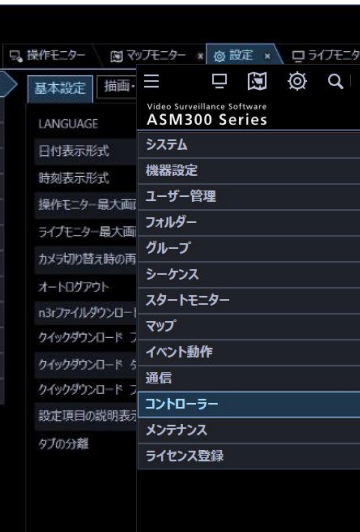 操作モニター マップモニター × 設定 × ライブモニタ
基本設定 描画・
LANGUAGE
日付表示形式
時刻表示形式
操作モニター最大画
ライブモニター最大画
カメラ切り替え時の再
オートログアウト
n3rファイルダウンロー
クイックダウンロード フ
クイックダウンロード
クイックダウンロード フ
設定項目の説明表示
タブの分離
Video Surveillance Software
ASM300 Series
システム
機器設定
ユーザー管理
フォルダー
グループ
シーケンス
スタートモニター
マップ
イベント動作
通信
コントローラー
メンテナンス
ライセンス登録